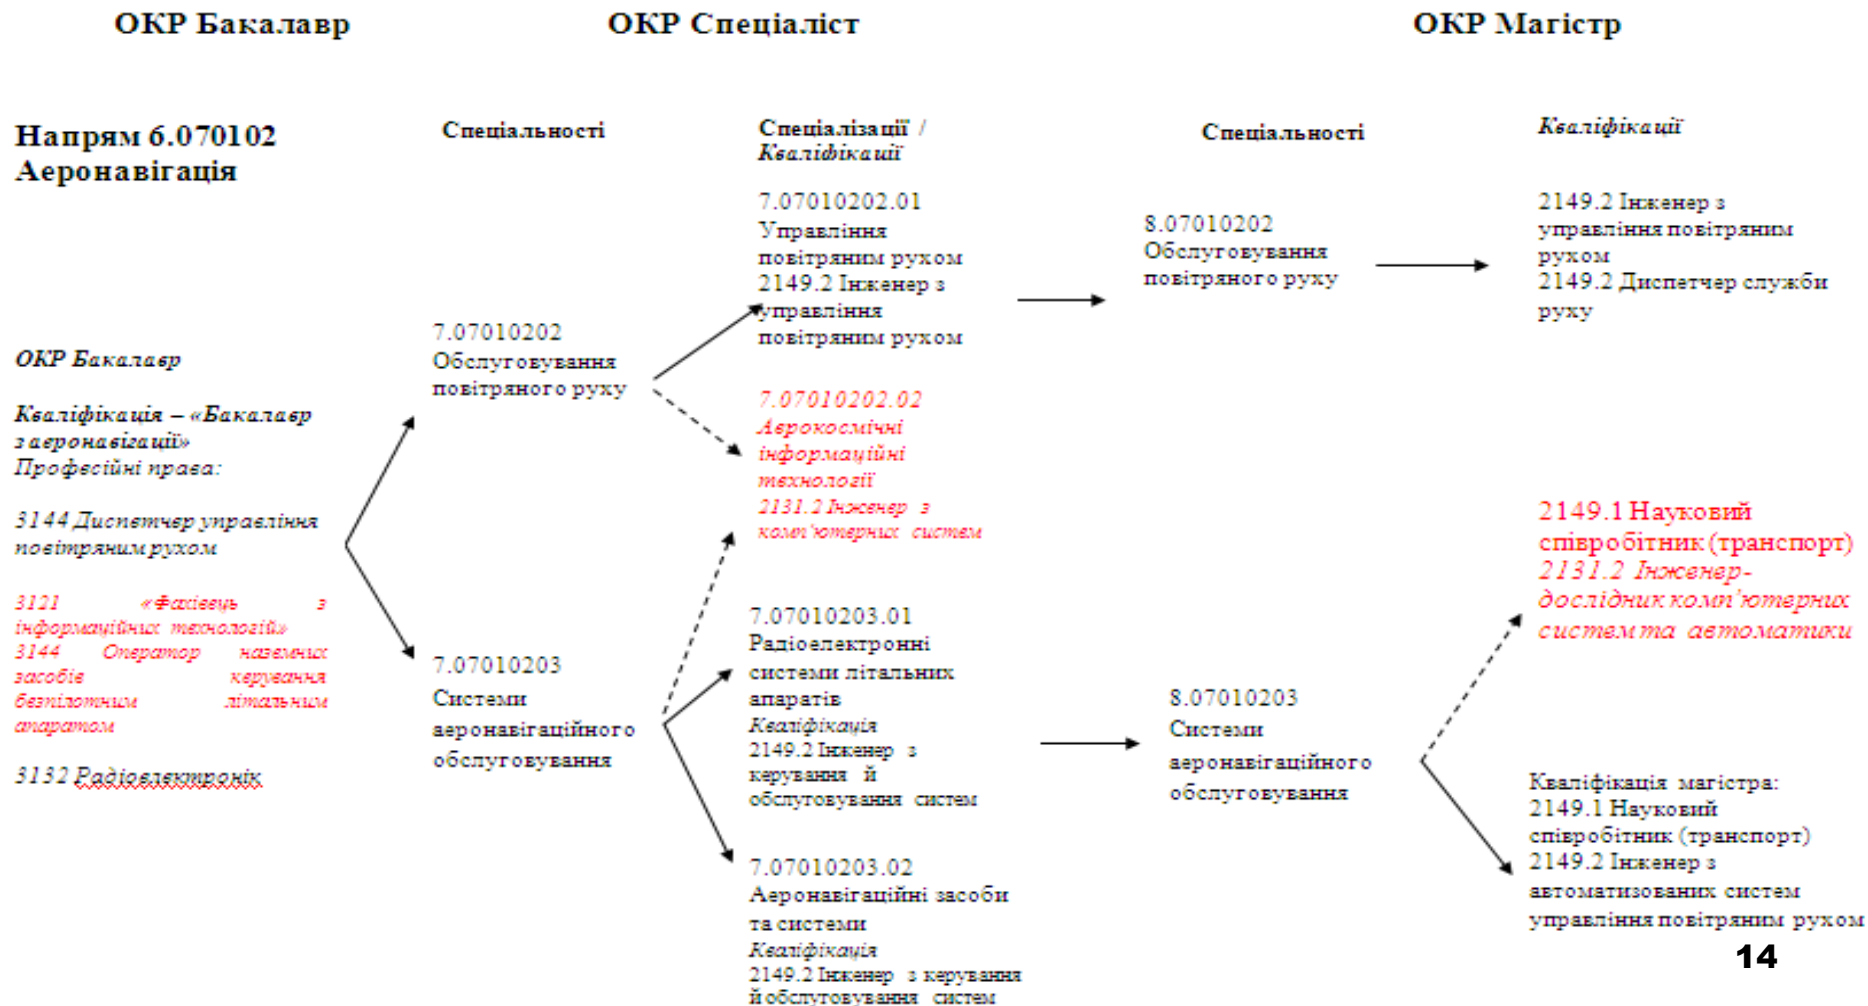 ОКР Бакалавр
ОКР Спеціаліст
ОКР Магістр
Напрям 6.070102
Аеронавігація
Спеціальності
Спеціалізації /
Кваліфікації
Спеціальності
Кваліфікації
ОКР Бакалавр
Кваліфікація – «Бакалавр
з аеронавігації»
Професійні права:
3144 Диспетчер управління
повітряним рухом
3121 «Фахівець з
інформаційних технологій»
3144 Оператор наземних
засобів керування
безпілотним літальним
апаратом
3132 Радіоелектронік
7.07010202
Обслуговування
повітряного руху
7.07010203
Системи
аеронавігаційного
обслуговування
7.07010202.01
Управління
повітряним рухом
2149.2 Інженер з
управління
повітряним рухом
7.07010202.02
Аерокосмічні
інформаційні
технології
2131.2 Інженер з
комп'ютерних систем
7.07010203.01
Радіоелектронні
системи літальних
апаратів
Кваліфікація
2149.2 Інженер з
керування й
обслуговування систем
7.07010203.02
Аеронавігаційні засоби
та системи
Кваліфікація
2149.2 Інженер з керування
й обслуговування систем
8.07010202
Обслуговування
повітряного руху
8.07010203
Системи
аеронавігаційного
обслуговування
2149.2 Інженер з
управління повітряним
рухом
2149.2 Диспетчер служби
руху
2149.1 Науковий
співробітник (транспорт)
2131.2 Інженер-
дослідник комп'ютерних
систем та автоматики
Кваліфікація магістра:
2149.1 Науковий
співробітник (транспорт)
2149.2 Інженер з
автоматизованих систем
управління повітряним рухом
14